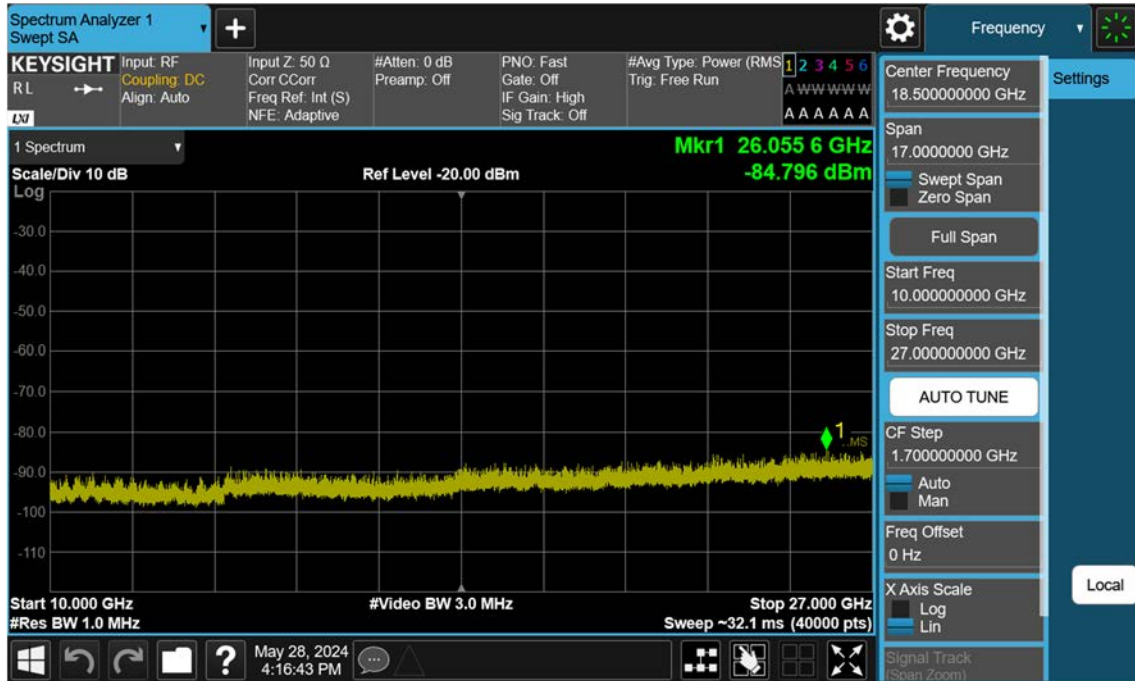 Spectrum Analyzer 1
Swept SA
Frequency
KEYSIGHT
R L
LXI
Input: RF
Coupling: DC
Align: Auto
Input Z: 50 Ω
Corr CCorr
Freq Ref: Int (S)
NFE: Adaptive
#Atten: 0 dB
Preamp: Off
PNO: Fast
Gate: Off
IF Gain: High
Sig Track: Off
#Avg Type: Power (RMS
Trig: Free Run
1 2 3 4 5 6
A W W W W W
A A A A A A
1 Spectrum
Scale/Div 10 dB
Log
Ref Level -20.00 dBm
Mkr1 26.055 6 GHz
-84.796 dBm
-30.0
-40.0
-50.0
-60.0
-70.0
-80.0
-90.0
-100
-110
1
..MS
Start 10.000 GHz
#Res BW 1.0 MHz
#Video BW 3.0 MHz
Stop 27.000 GHz
Sweep ~32.1 ms (40000 pts)
?
May 28, 2024
4:16:43 PM
Center Frequency
18.500000000 GHz
Span
17.0000000 GHz
Swept Span
Zero Span
Full Span
Start Freq
10.000000000 GHz
Stop Freq
27.000000000 GHz
AUTO TUNE
CF Step
1.700000000 GHz
Auto
Man
Freq Offset
0 Hz
X Axis Scale
Log
Lin
Signal Track
(Span Zoom)
Settings
Local